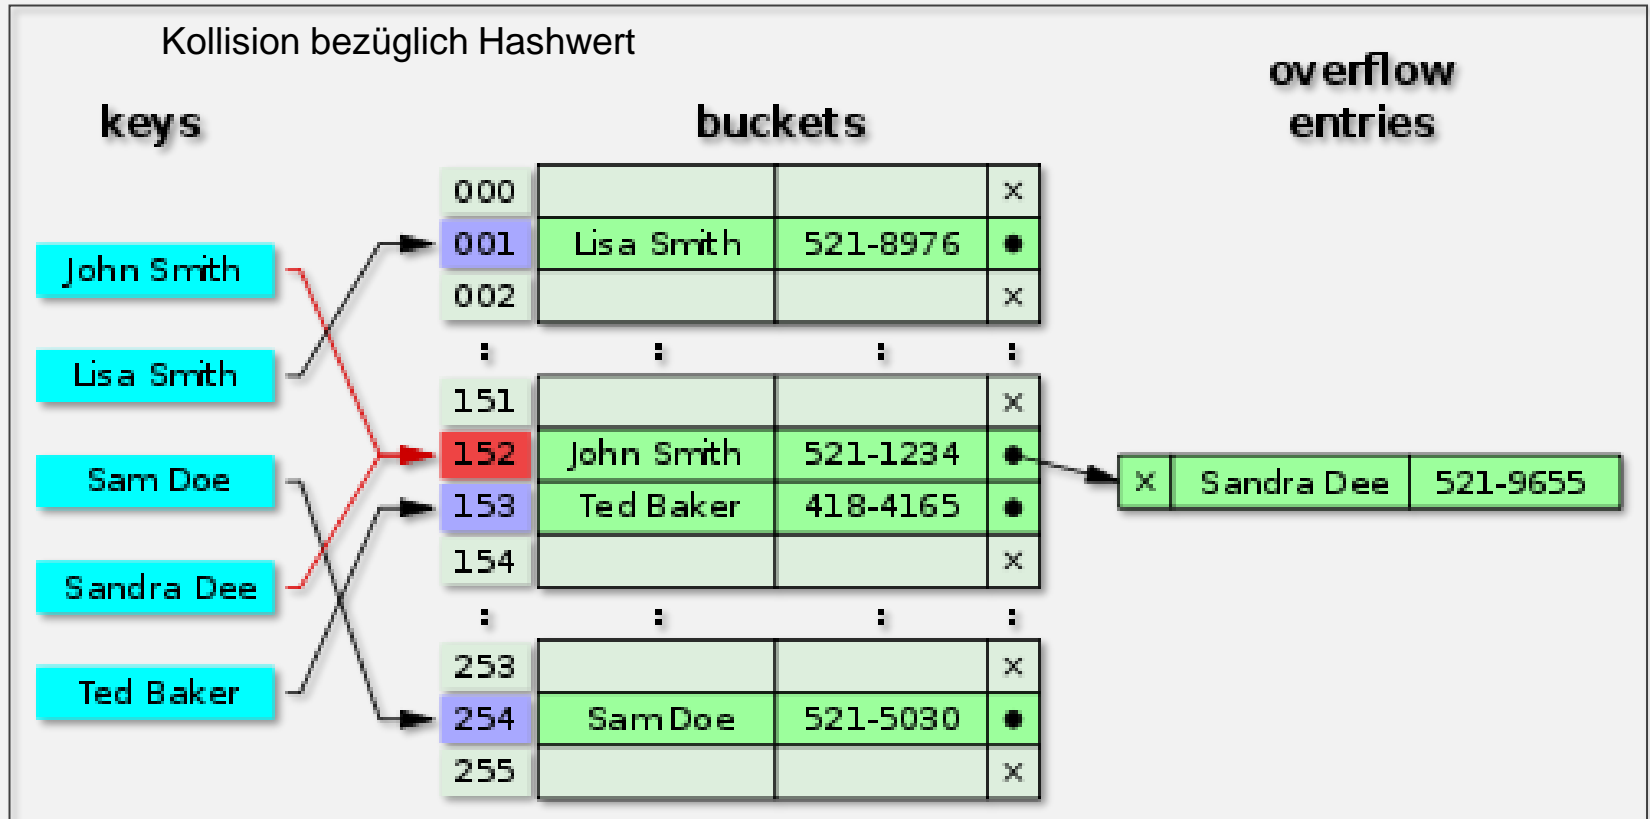 Kollision bezüglich Hashwert
overflow
entries
keys
buckets
000 x
001 Lisa Smith 521-8976
002 x
: : : :
151 x
152 John Smith 521-1234
153 Ted Baker 418-4165
154 x
: : : :
253 x
254 Sam Doe 521-5030
255 x
John Smith
Lisa Smith
Sam Doe
Sandra Dee
Ted Baker
x Sandra Dee 521-9655